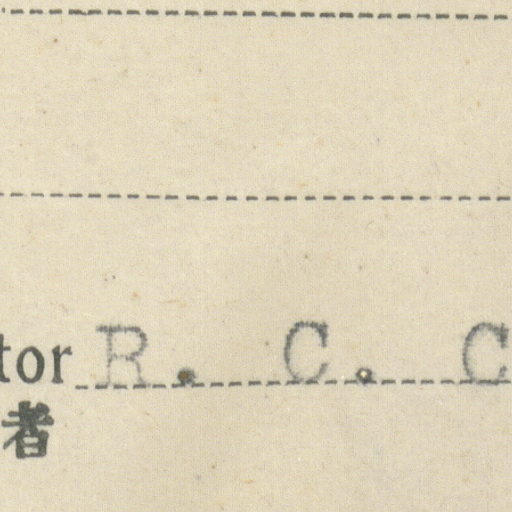 tor R. C. C
者